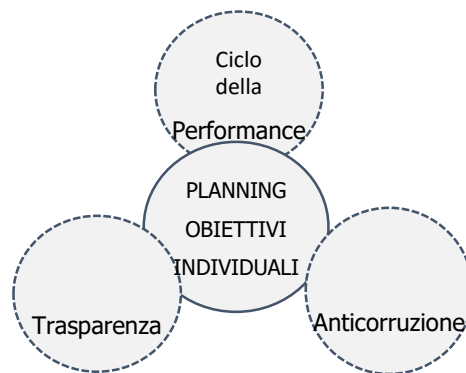 Ciclo
della
Performance
PLANNING
OBIETTIVI
INDIVIDUALI
Trasparenza
Anticorruzione